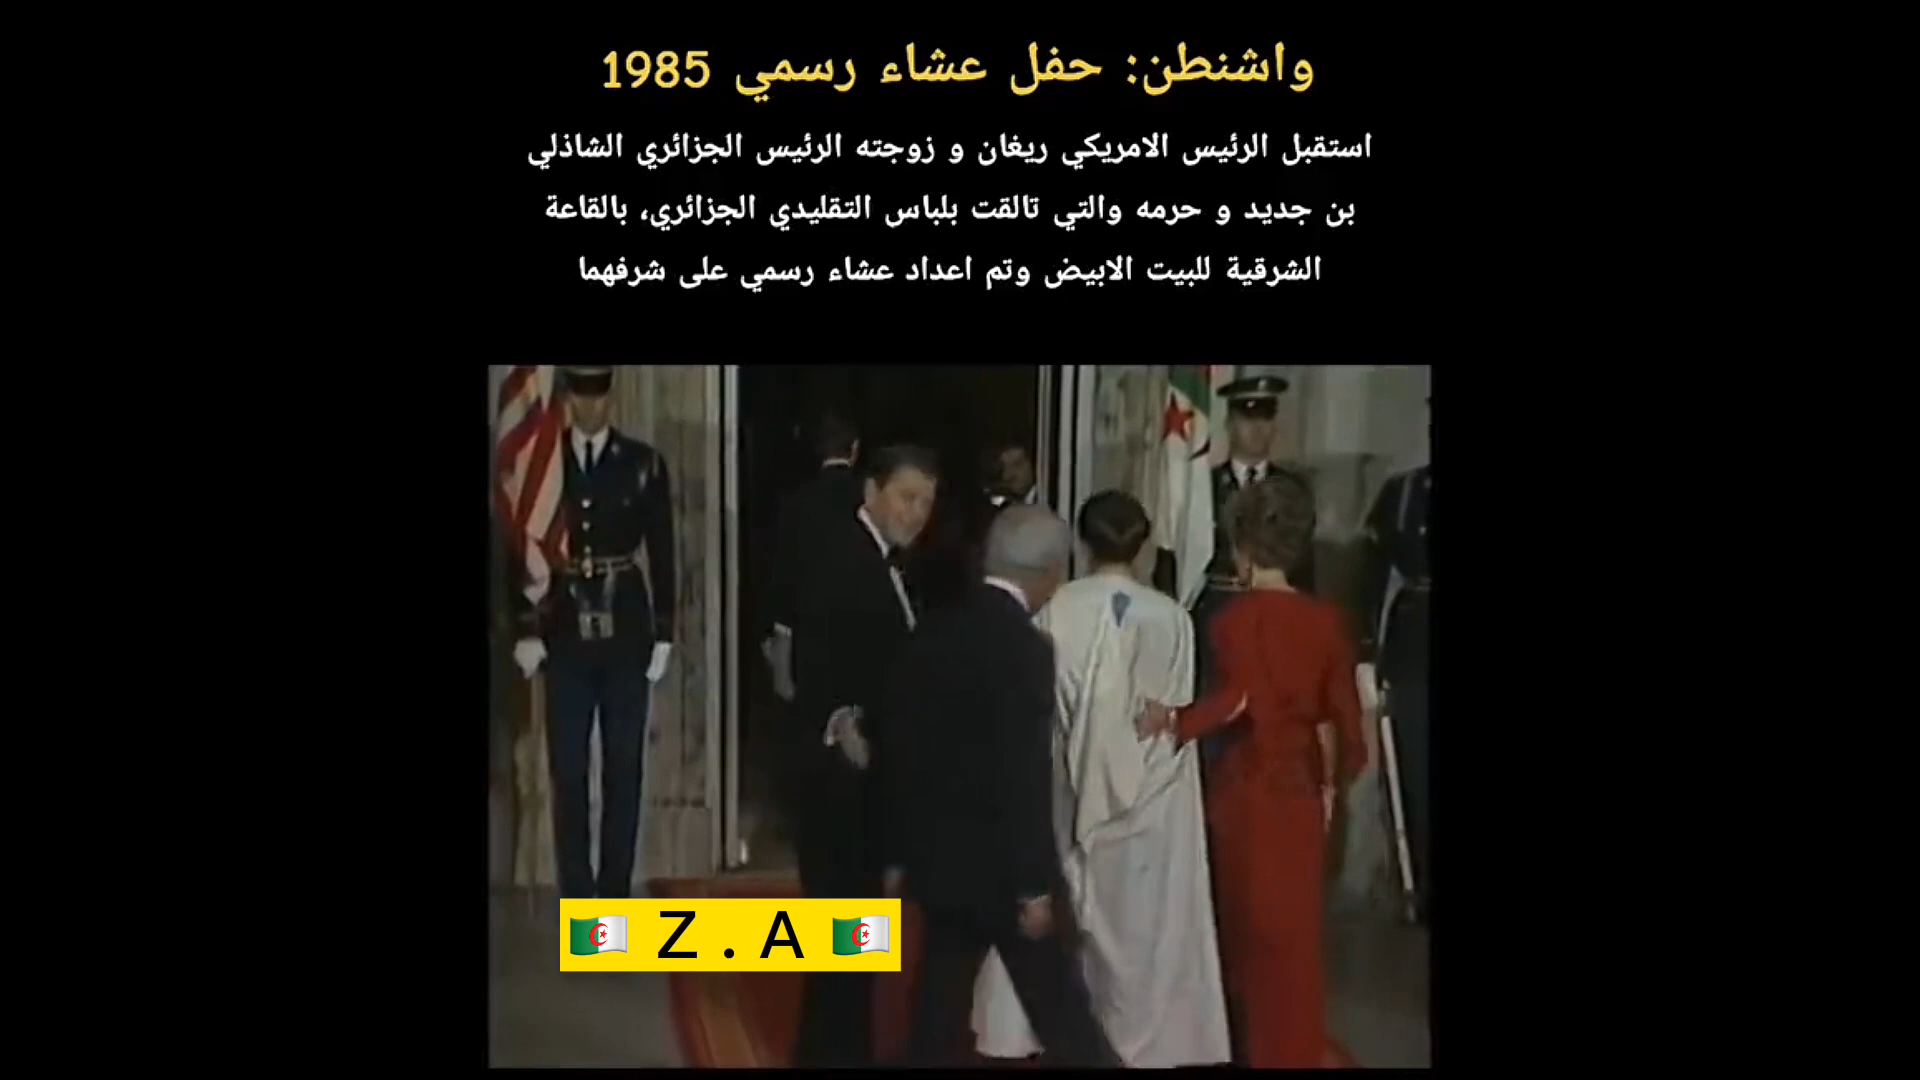 واشنطن: حفل عشاء رسمي 1985
استقبل الرئيس الامريكي ريغان و زوجته الرئيس الجزائري الشاذلي
بن جديد و حرمه والتي تالقت بلباس التقليدي الجزائري، بالقاعة
الشرقية للبيت الابيض وتم اعداد عشاء رسمي على شرفهما
🇩🇿 Z . A 🇩🇿